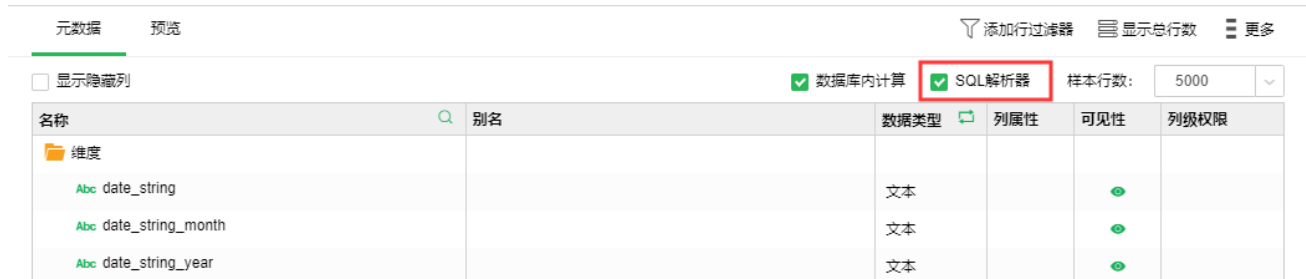 元数据 预览 添加行过滤器 显示总行数 更多
显示隐藏列 数据库内计算 SQL解析器 样本行数: 5000
名称 别名 数据类型 列属性 可见性 列级权限
维度
Abc date_string 文本
Abc date_string_month 文本
Abc date_string_year 文本